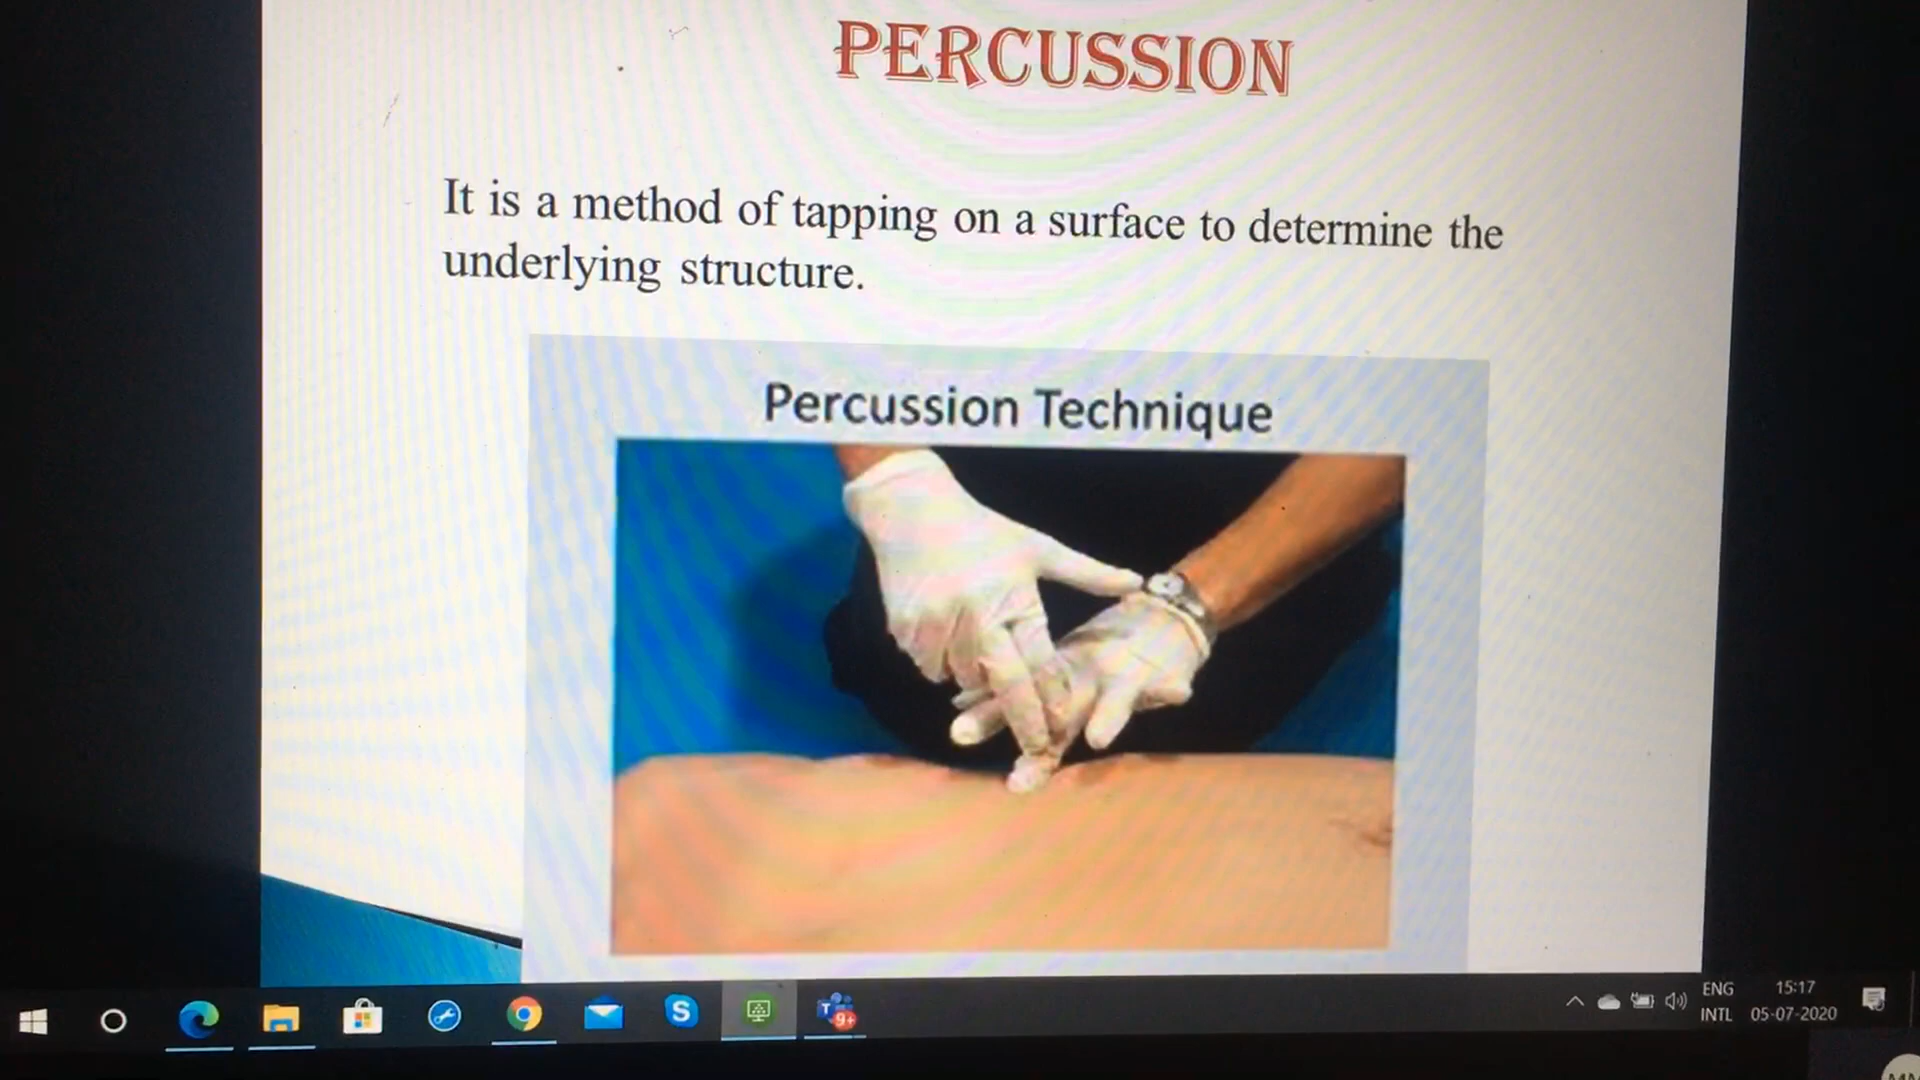 PERCUSSION
It is a method of tapping on a surface to determine the
underlying structure.
Percussion Technique
T
9+
S
ENG
15:17
INTL
05-07-2020